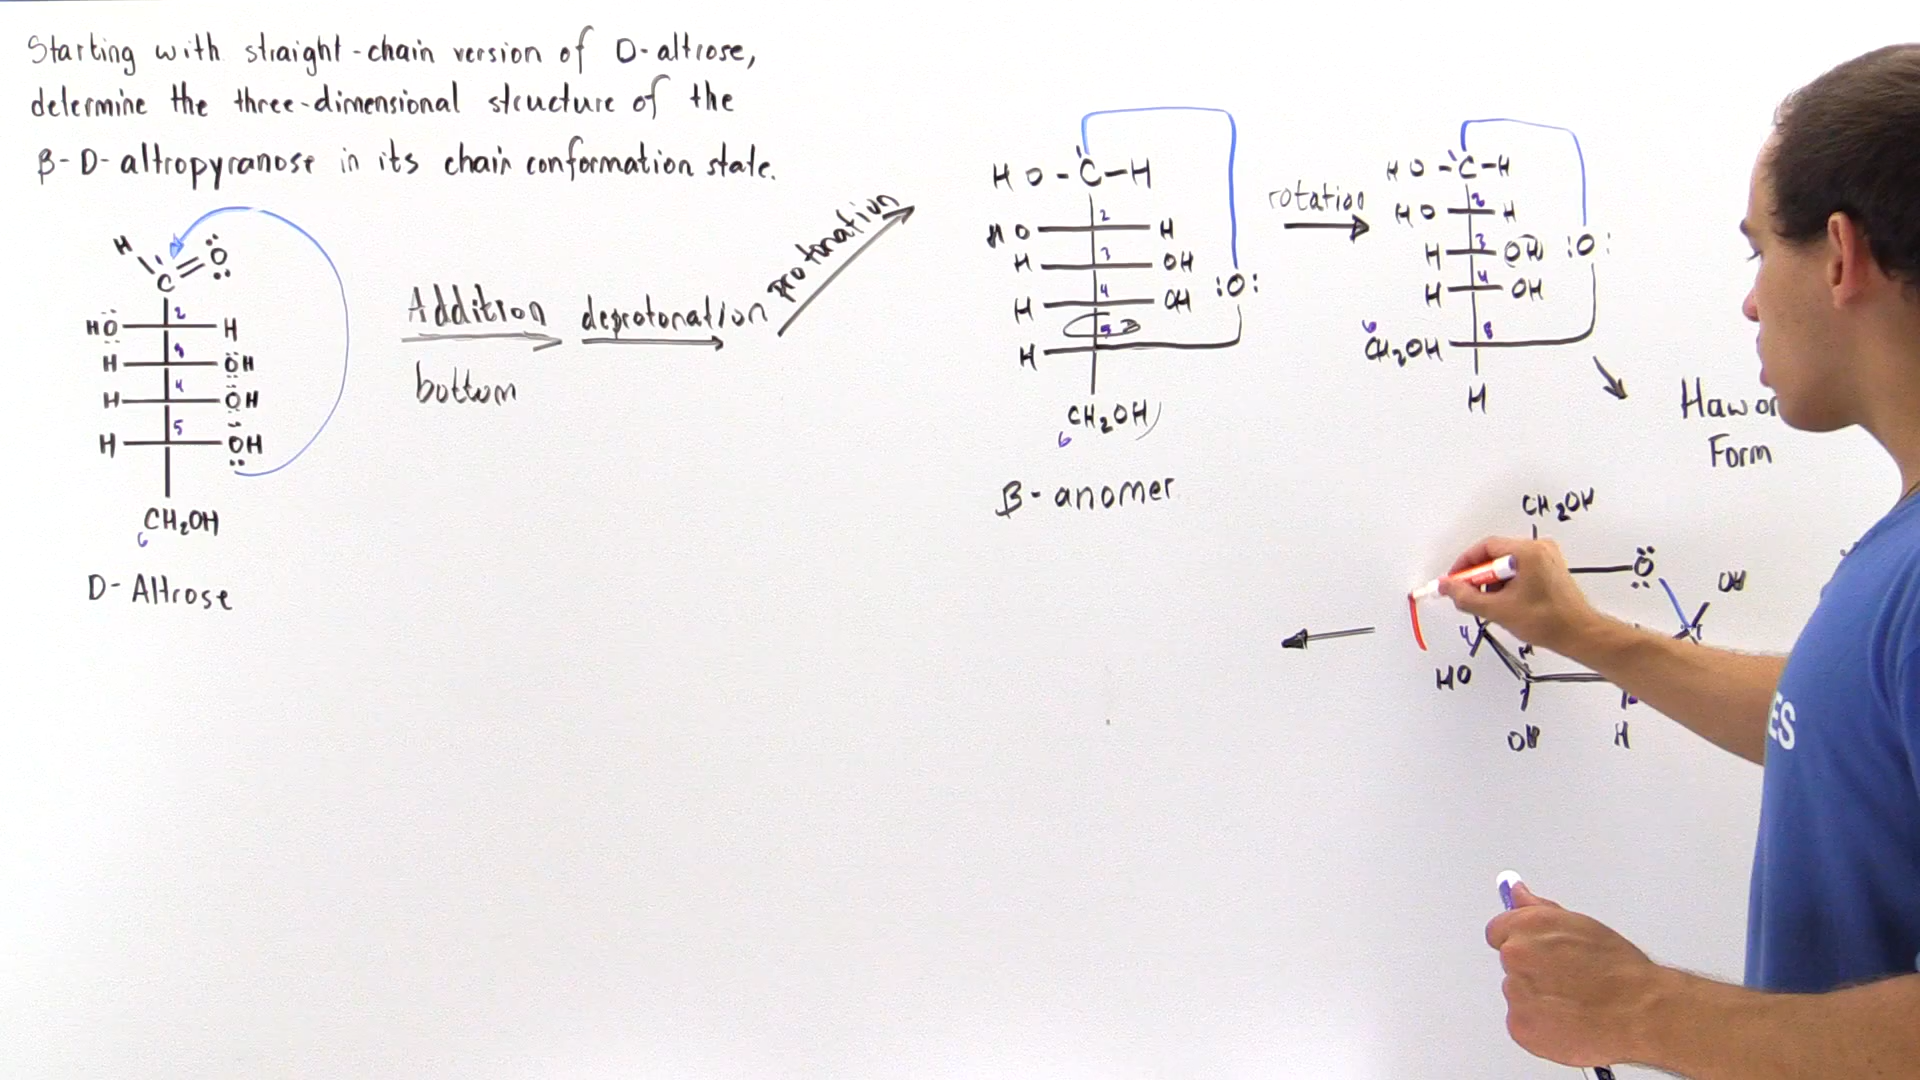 Starting with straight-chain version of D-altrose,
determine the three-dimensional structure of the
β-D-altropyranose in its chair conformation state.
H
C
O
2
HO
H
3
H
OH
4
H
OH
5
H
OH
CH2OH
6
D-Altrose
Addition
bottom
deprotonation
protonation
HO-C-H
2
HO
H
3
H
OH
4
H
OH
:O:
5
H
CH2OH
6
β-anomer
rotation
HO-C-H
2
HO
H
3
H
OH
:O:
4
H
OH
6
CH2OH
5
H
Form
CH2OH
O
OH
4
HO
H
OH
H
ES